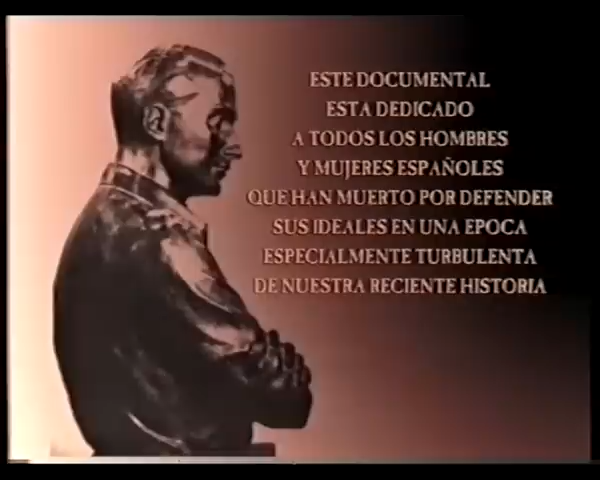 ESTE DOCUMENTAL
ESTA DEDICADO
A TODOS LOS HOMBRES
Y MUJERES ESPAÑOLES
QUE HAN MUERTO POR DEFENDER
SUS IDEALES EN UNA EPOCA
ESPECIALMENTE TURBULENTA
DE NUESTRA RECIENTE HISTORIA